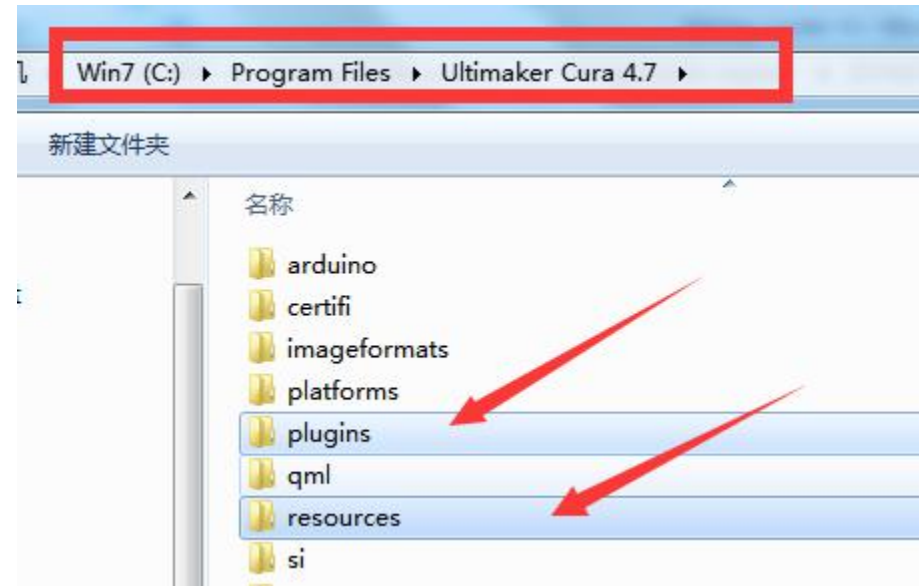 Win7 (C:) ▸ Program Files ▸ Ultimaker Cura 4.7 ▸
新建文件夹
名称
arduino
certifi
imageformats
platforms
plugins
qml
resources
si